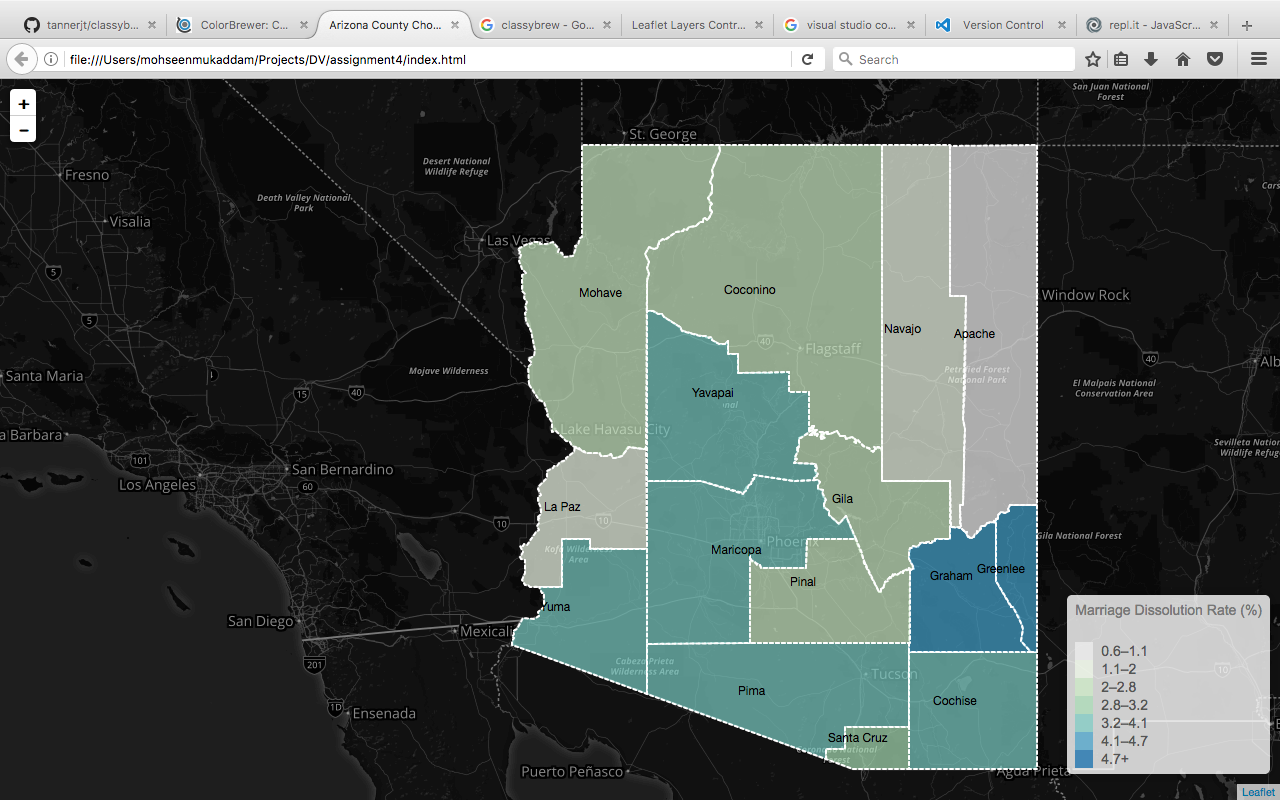 tannerjt/classyb...
ColorBrewer: C...
Arizona County Cho...
classybrew - Go...
Leaflet Layers Contr...
visual studio co...
Version Control
repl.it - JavaScr...
file:///Users/mohseenmukaddam/Projects/DV/assignment4/index.html
Search
+
−
San Juan National
Forest
St. George
Desert National
Wildlife Refuge
Fresno
Death Valley National
Park
Visalia
Las Vegas
5
Mohave
Coconino
Window Rock
5
Navajo
Apache
40
Flagstaff
40
Santa Maria
Mojave Wilderness
Petrified Forest
National Park
El Malpais National
Conservation Area
15
40
Yavapai
Lake Havasu City
a Barbara
101
San Bernardino
Los Angeles
60
Sevilleta National
Wildlife Refug
Gila
La Paz
10
10
Gila National Forest
Maricopa
Phoenix
Kofa Wilderness
Area
Pinal
Graham
Greenlee
Yuma
San Diego
Mexicali
201
Cabeza Prieta
Wilderness Area
Tucson
Pima
Cochise
1D
Ensenada
Santa Cruz
Coronado National
Forest
Puerto Peñasco
Agua Prieta
Marriage Dissolution Rate (%)
0.6–1.1
1.1–2
2–2.8
2.8–3.2
3.2–4.1
4.1–4.7
4.7+
10
Leaflet